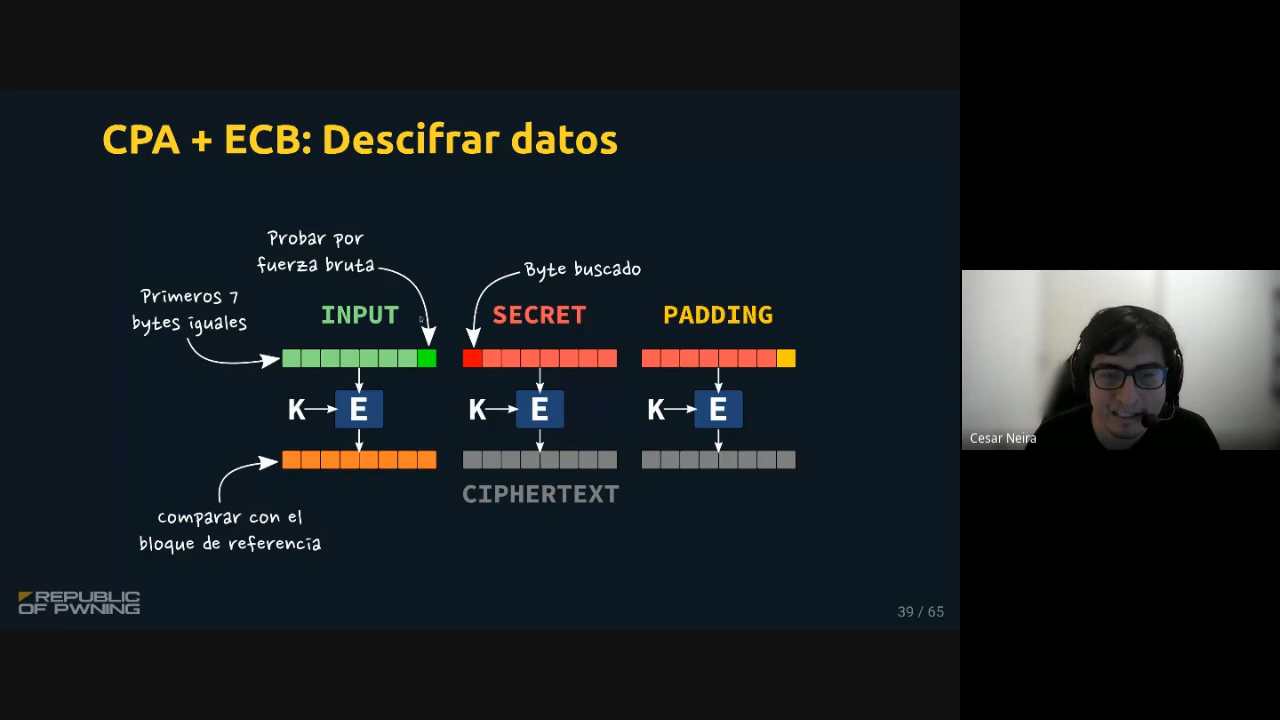 CPA + ECB: Descifrar datos
Probar por
fuerza bruta
Byte buscado
Primeros 7
bytes iguales
INPUT
SECRET
PADDING
K
E
K
E
K
E
CIPHERTEXT
Comparar con el
bloque de referencia
REPUBLIC
OF PWNING
39 / 65
Cesar Neira